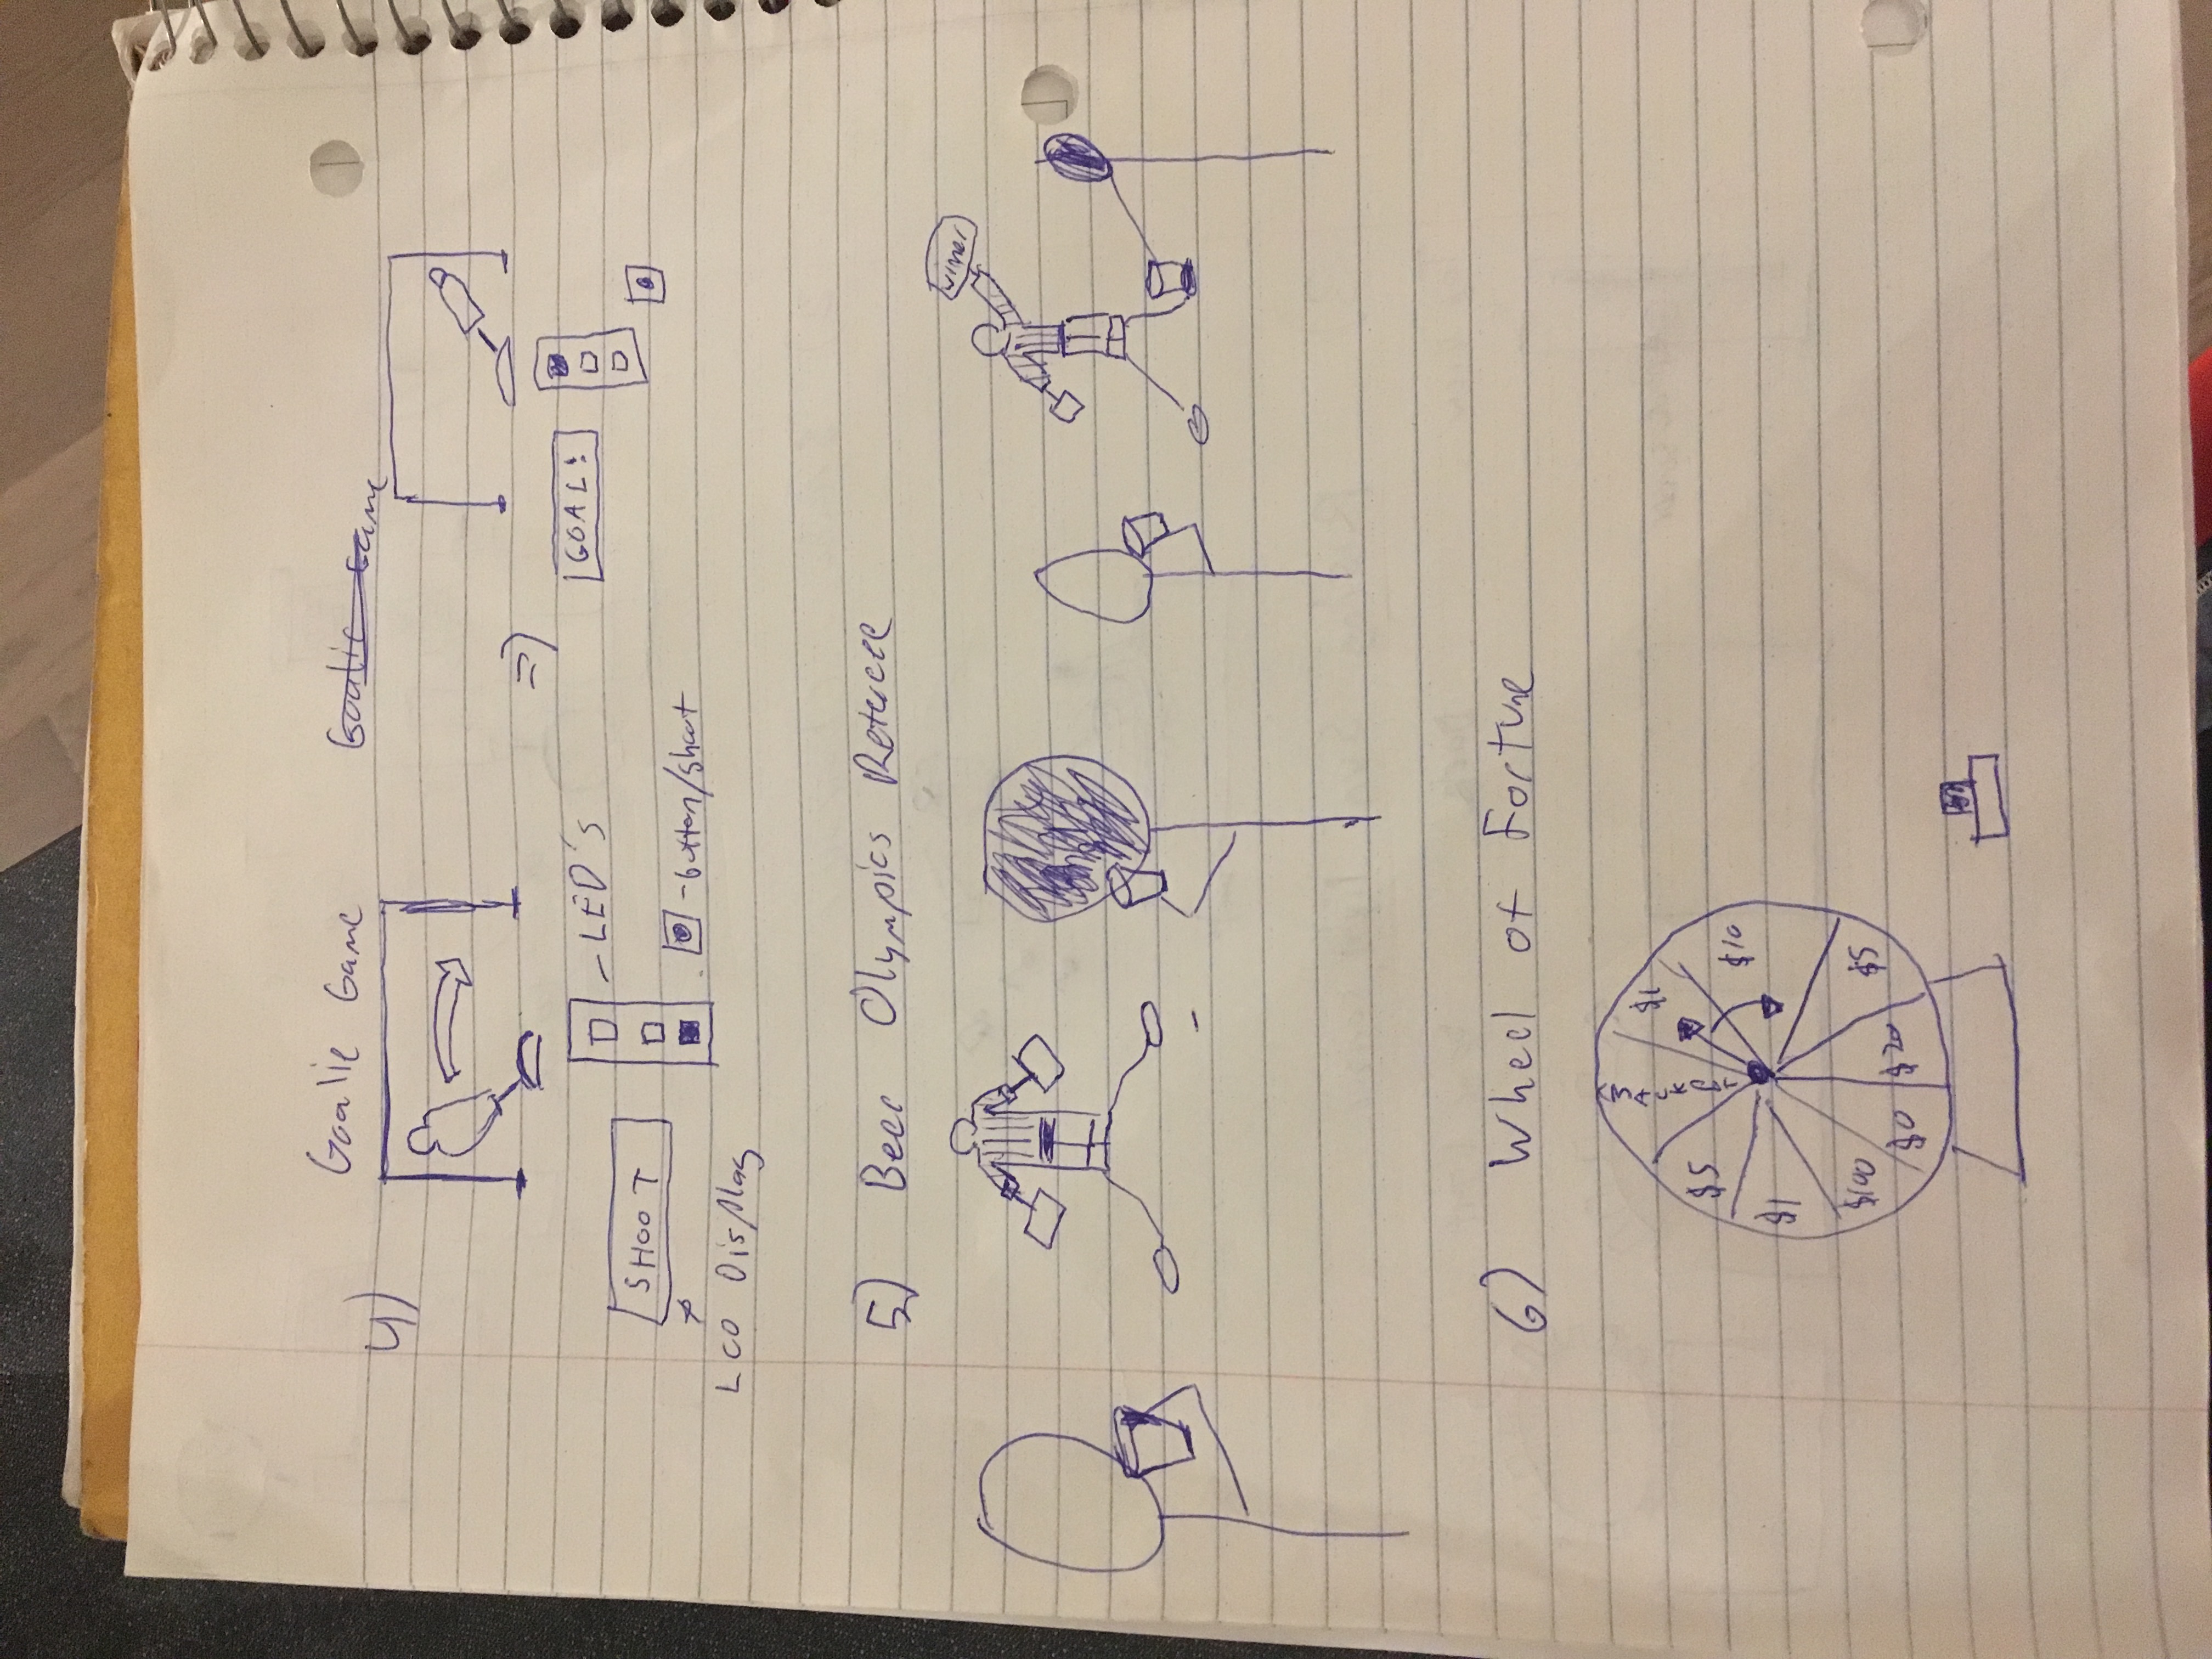 Goalie Game Goalie Game
4)
SHOOT
LED's
GOAL!
button/shoot
LCD Display
5) Beer Olympics Referee
winner
6) Wheel of Fortune
JACKPOT
$1
$5
$10
$1
$100
$5
$0
$20